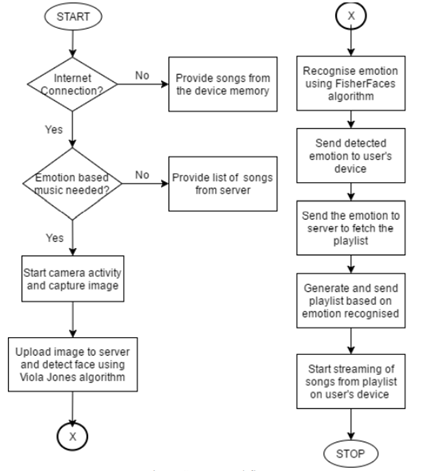 START
Internet
Connection?
No
Provide songs from
the device memory
Yes
Emotion based
music needed?
No
Provide list of songs
from server
Yes
Start camera activity
and capture image
Upload image to server
and detect face using
Viola Jones algorithm
X
X
Recognise emotion
using FisherFaces
algorithm
Send detected
emotion to user's
device
Send the emotion to
server to fetch the
playlist
Generate and send
playlist based on
emotion recognised
Start streaming of
songs from playlist
on user's device
STOP